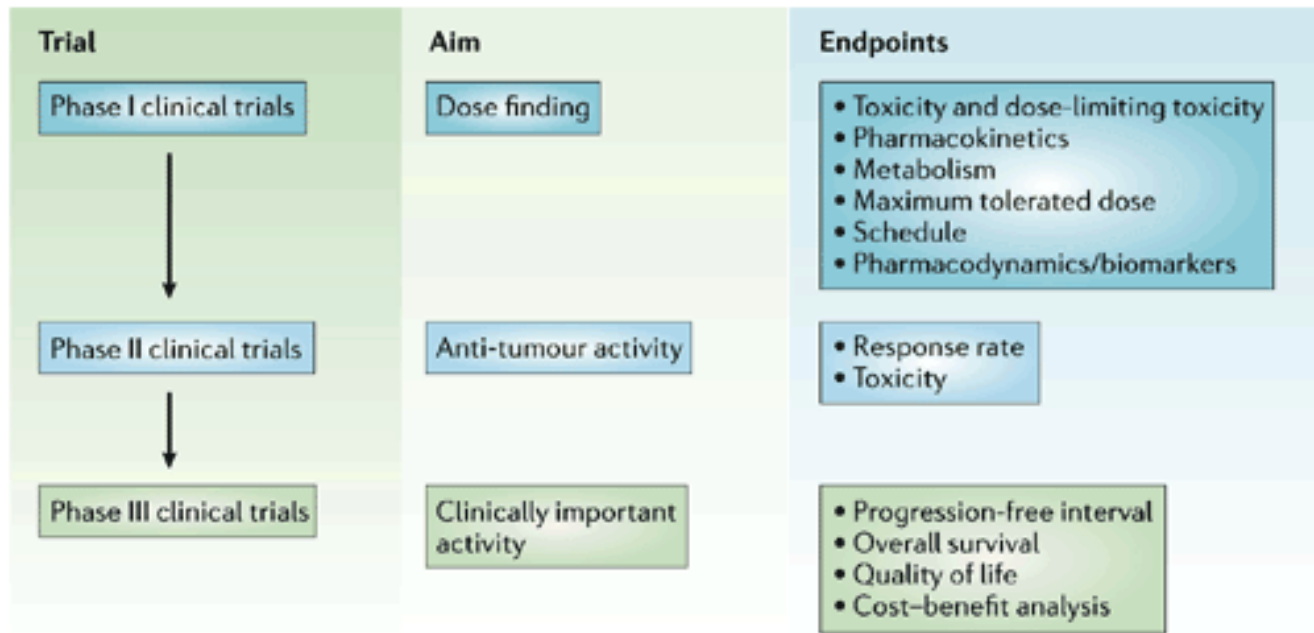 Trial
Aim
Endpoints
Phase I clinical trials
Dose finding
• Toxicity and dose-limiting toxicity
• Pharmacokinetics
• Metabolism
• Maximum tolerated dose
• Schedule
• Pharmacodynamics/biomarkers
Phase II clinical trials
Anti-tumour activity
• Response rate
• Toxicity
Phase III clinical trials
Clinically important
activity
• Progression-free interval
• Overall survival
• Quality of life
• Cost–benefit analysis